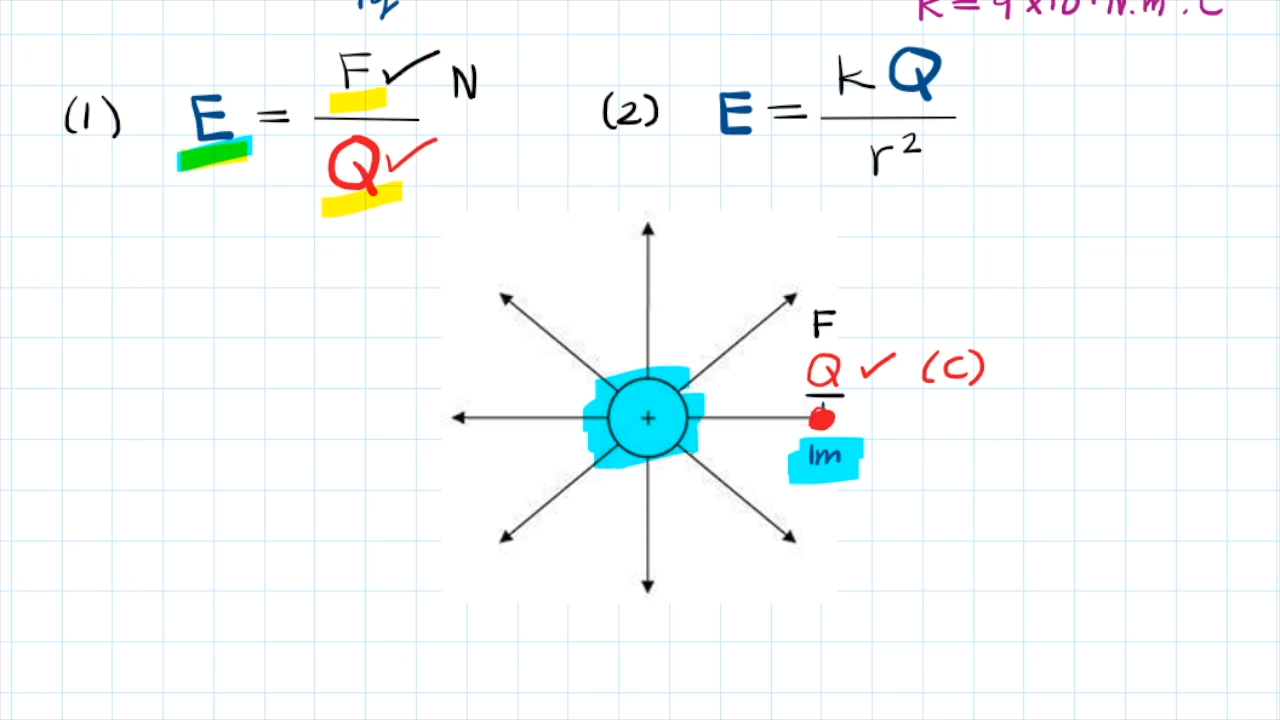 (1) E = F/Q N
(2) E = kQ/r²
F
Q ✓ (C)
+
1m